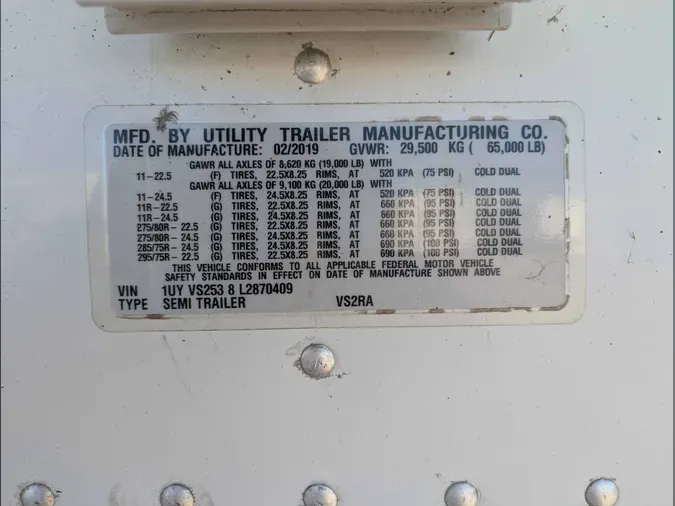 MFD. BY UTILITY TRAILER MANUFACTURING CO.
DATE OF MANUFACTURE: 02/2019 GVWR: 29,500 KG ( 65,000 LB)
GAWR ALL AXLES OF 8,620 KG (19,000 LB) WITH
11-22.5 (F) TIRES, 22.5X8.25 RIMS, AT 520 KPA (75 PSI) COLD DUAL
GAWR ALL AXLES OF 9,100 KG (20,000 LB) WITH
11-24.5 (F) TIRES, 24.5X8.25 RIMS, AT 520 KPA (75 PSI) COLD DUAL
11R-22.5 (G) TIRES, 22.5X8.25 RIMS, AT 660 KPA (95 PSI) COLD DUAL
11R-24.5 (G) TIRES, 24.5X8.25 RIMS, AT 660 KPA (95 PSI) COLD DUAL
275/80R-22.5 (G) TIRES, 22.5X8.25 RIMS, AT 660 KPA (95 PSI) COLD DUAL
275/80R-24.5 (G) TIRES, 24.5X8.25 RIMS, AT 660 KPA (95 PSI) COLD DUAL
285/75R-24.5 (G) TIRES, 24.5X8.25 RIMS, AT 690 KPA (100 PSI) COLD DUAL
295/75R-22.5 (G) TIRES, 22.5X8.25 RIMS, AT 690 KPA (100 PSI) COLD DUAL
THIS VEHICLE CONFORMS TO ALL APPLICABLE FEDERAL MOTOR VEHICLE
SAFETY STANDARDS IN EFFECT ON DATE OF MANUFACTURE SHOWN ABOVE
VIN 1UY VS253 8 L2870409
TYPE SEMI TRAILER VS2RA